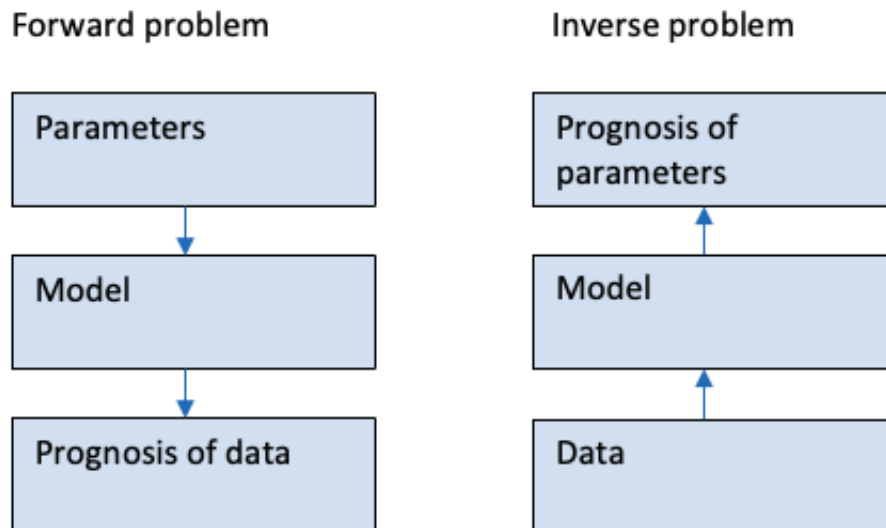 Forward problem
Parameters
Model
Prognosis of data
Inverse problem
Prognosis of
parameters
Model
Data